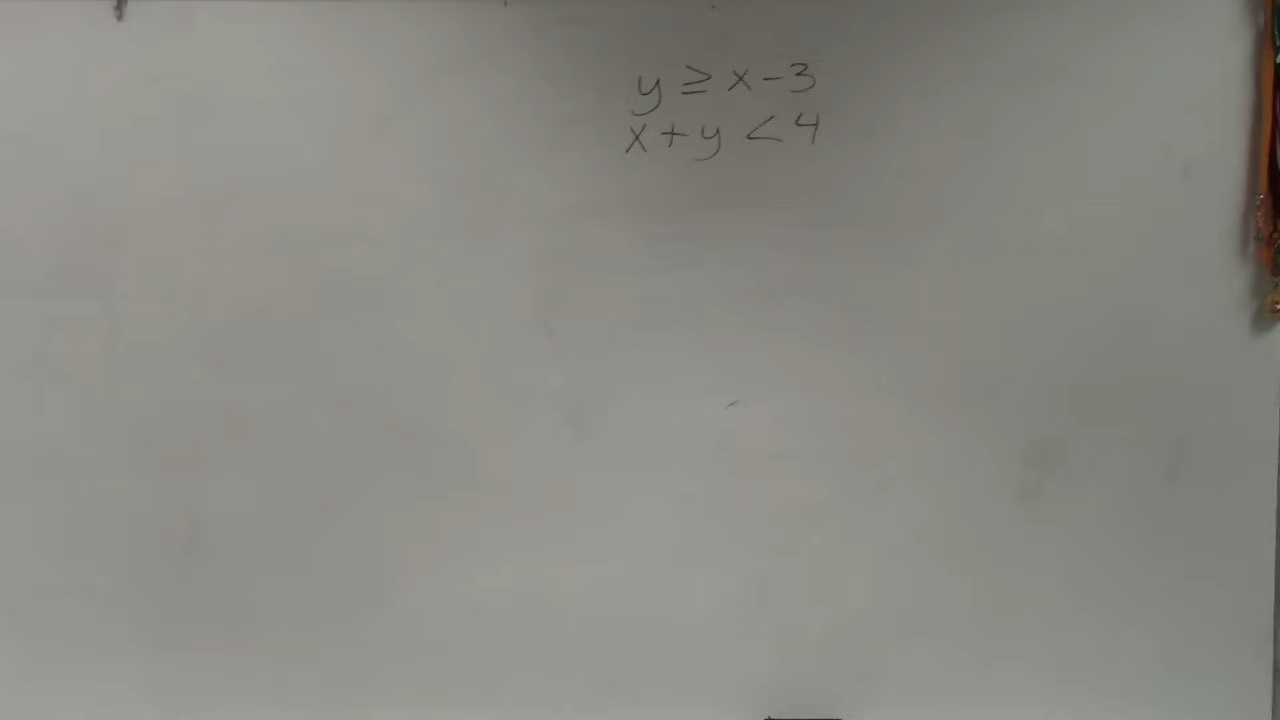 y ≥ x - 3
x + y < 4